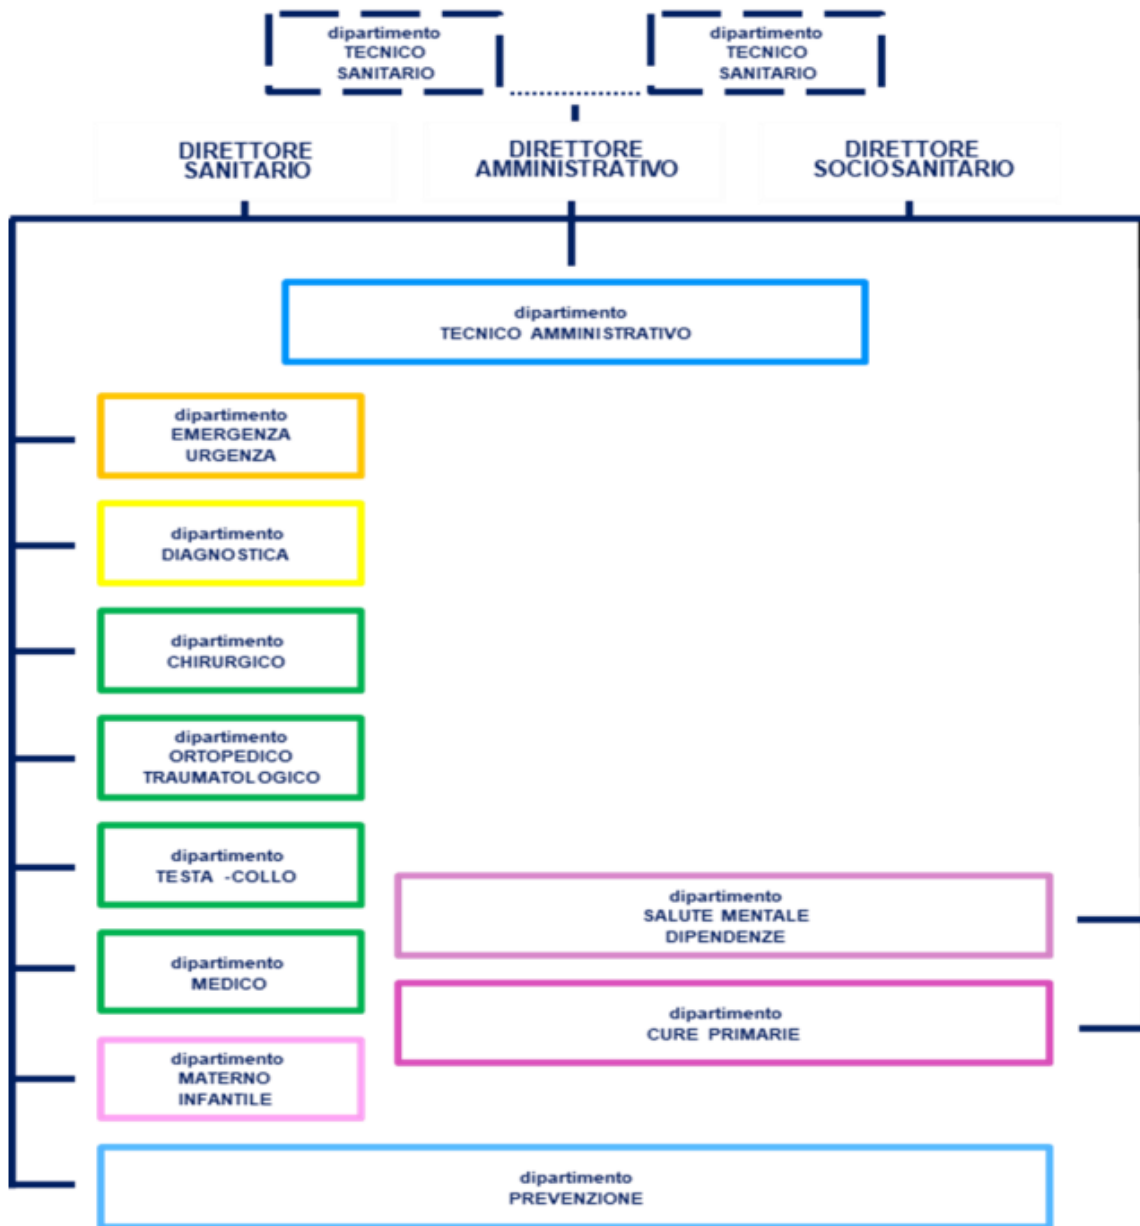 dipartimento
TECNICO
SANITARIO
dipartimento
TECNICO
SANITARIO
DIRETTORE
SANITARIO
DIRETTORE
AMMINISTRATIVO
DIRETTORE
SOCIOSANITARIO
dipartimento
TECNICO AMMINISTRATIVO
dipartimento
EMERGENZA
URGENZA
dipartimento
DIAGNOSTICA
dipartimento
CHIRURGICO
dipartimento
ORTOPEDICO
TRAUMATOLOGICO
dipartimento
TESTA -COLLO
dipartimento
SALUTE MENTALE
DIPENDENZE
dipartimento
MEDICO
dipartimento
CURE PRIMARIE
dipartimento
MATERNO
INFANTILE
dipartimento
PREVENZIONE